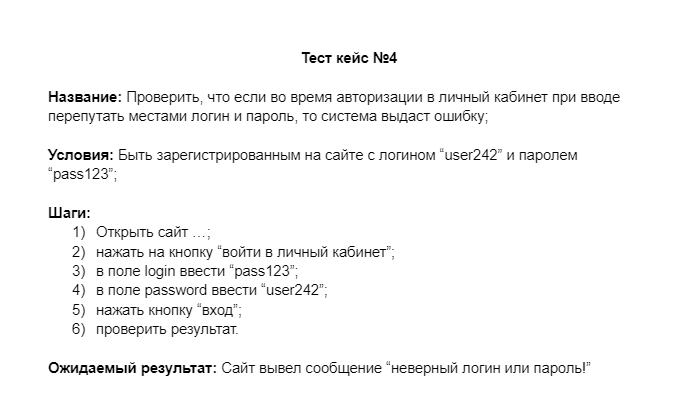 Тест кейс №4
Название: Проверить, что если во время авторизации в личный кабинет при вводе
перепутать местами логин и пароль, то система выдаст ошибку;
Условия: Быть зарегистрированным на сайте с логином “user242” и паролем
“pass123”;
Шаги:
1) Открыть сайт …;
2) нажать на кнопку “войти в личный кабинет”;
3) в поле login ввести “pass123”;
4) в поле password ввести “user242”;
5) нажать кнопку “вход”;
6) проверить результат.
Ожидаемый результат: Сайт вывел сообщение “неверный логин или пароль!”